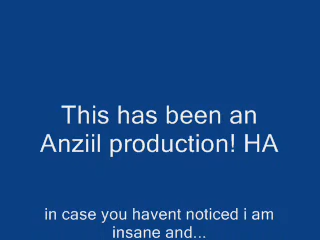 This has been an
Anziil production! HA
in case you havent noticed i am
insane and...